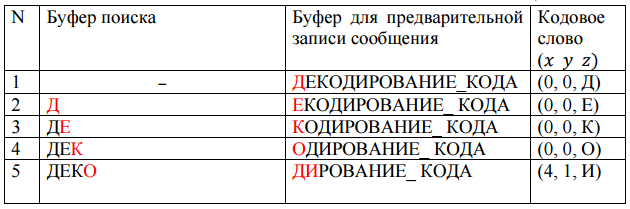 N Буфер поиска Буфер для предварительной записи сообщения Кодовое слово (x y z)
1 – ДЕКОДИРОВАНИЕ_КОДА (0, 0, Д)
2 Д ЕКОДИРОВАНИЕ_ КОДА (0, 0, Е)
3 ДЕ КОДИРОВАНИЕ_ КОДА (0, 0, К)
4 ДЕК ОДИРОВАНИЕ_ КОДА (0, 0, О)
5 ДЕКО ДИРОВАНИЕ_ КОДА (4, 1, И)